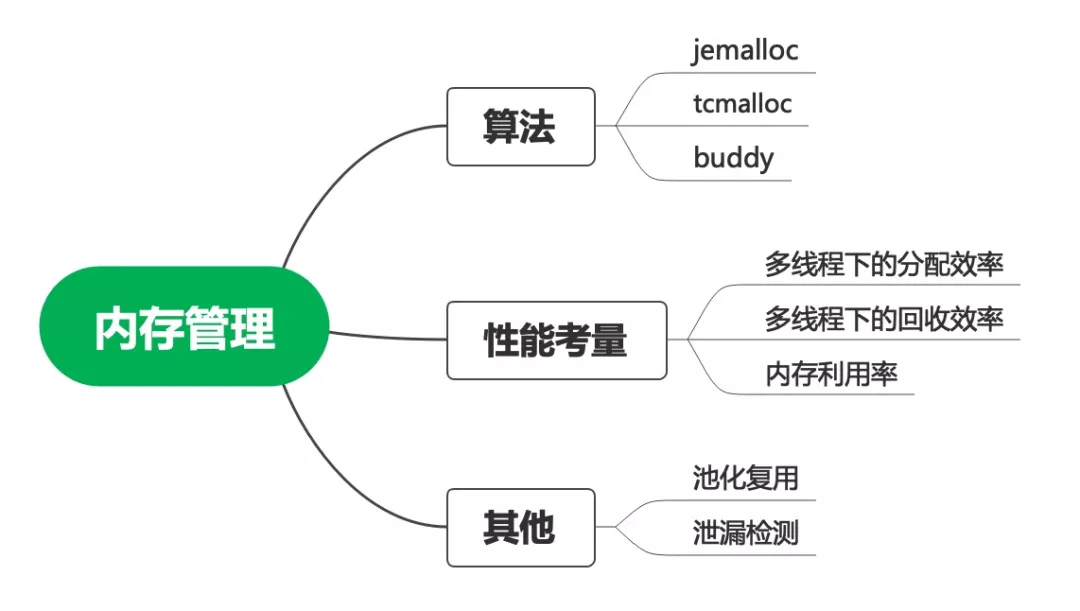 内存管理
算法
jemalloc
tcmalloc
buddy
性能考量
多线程下的分配效率
多线程下的回收效率
内存利用率
其他
池化复用
泄漏检测